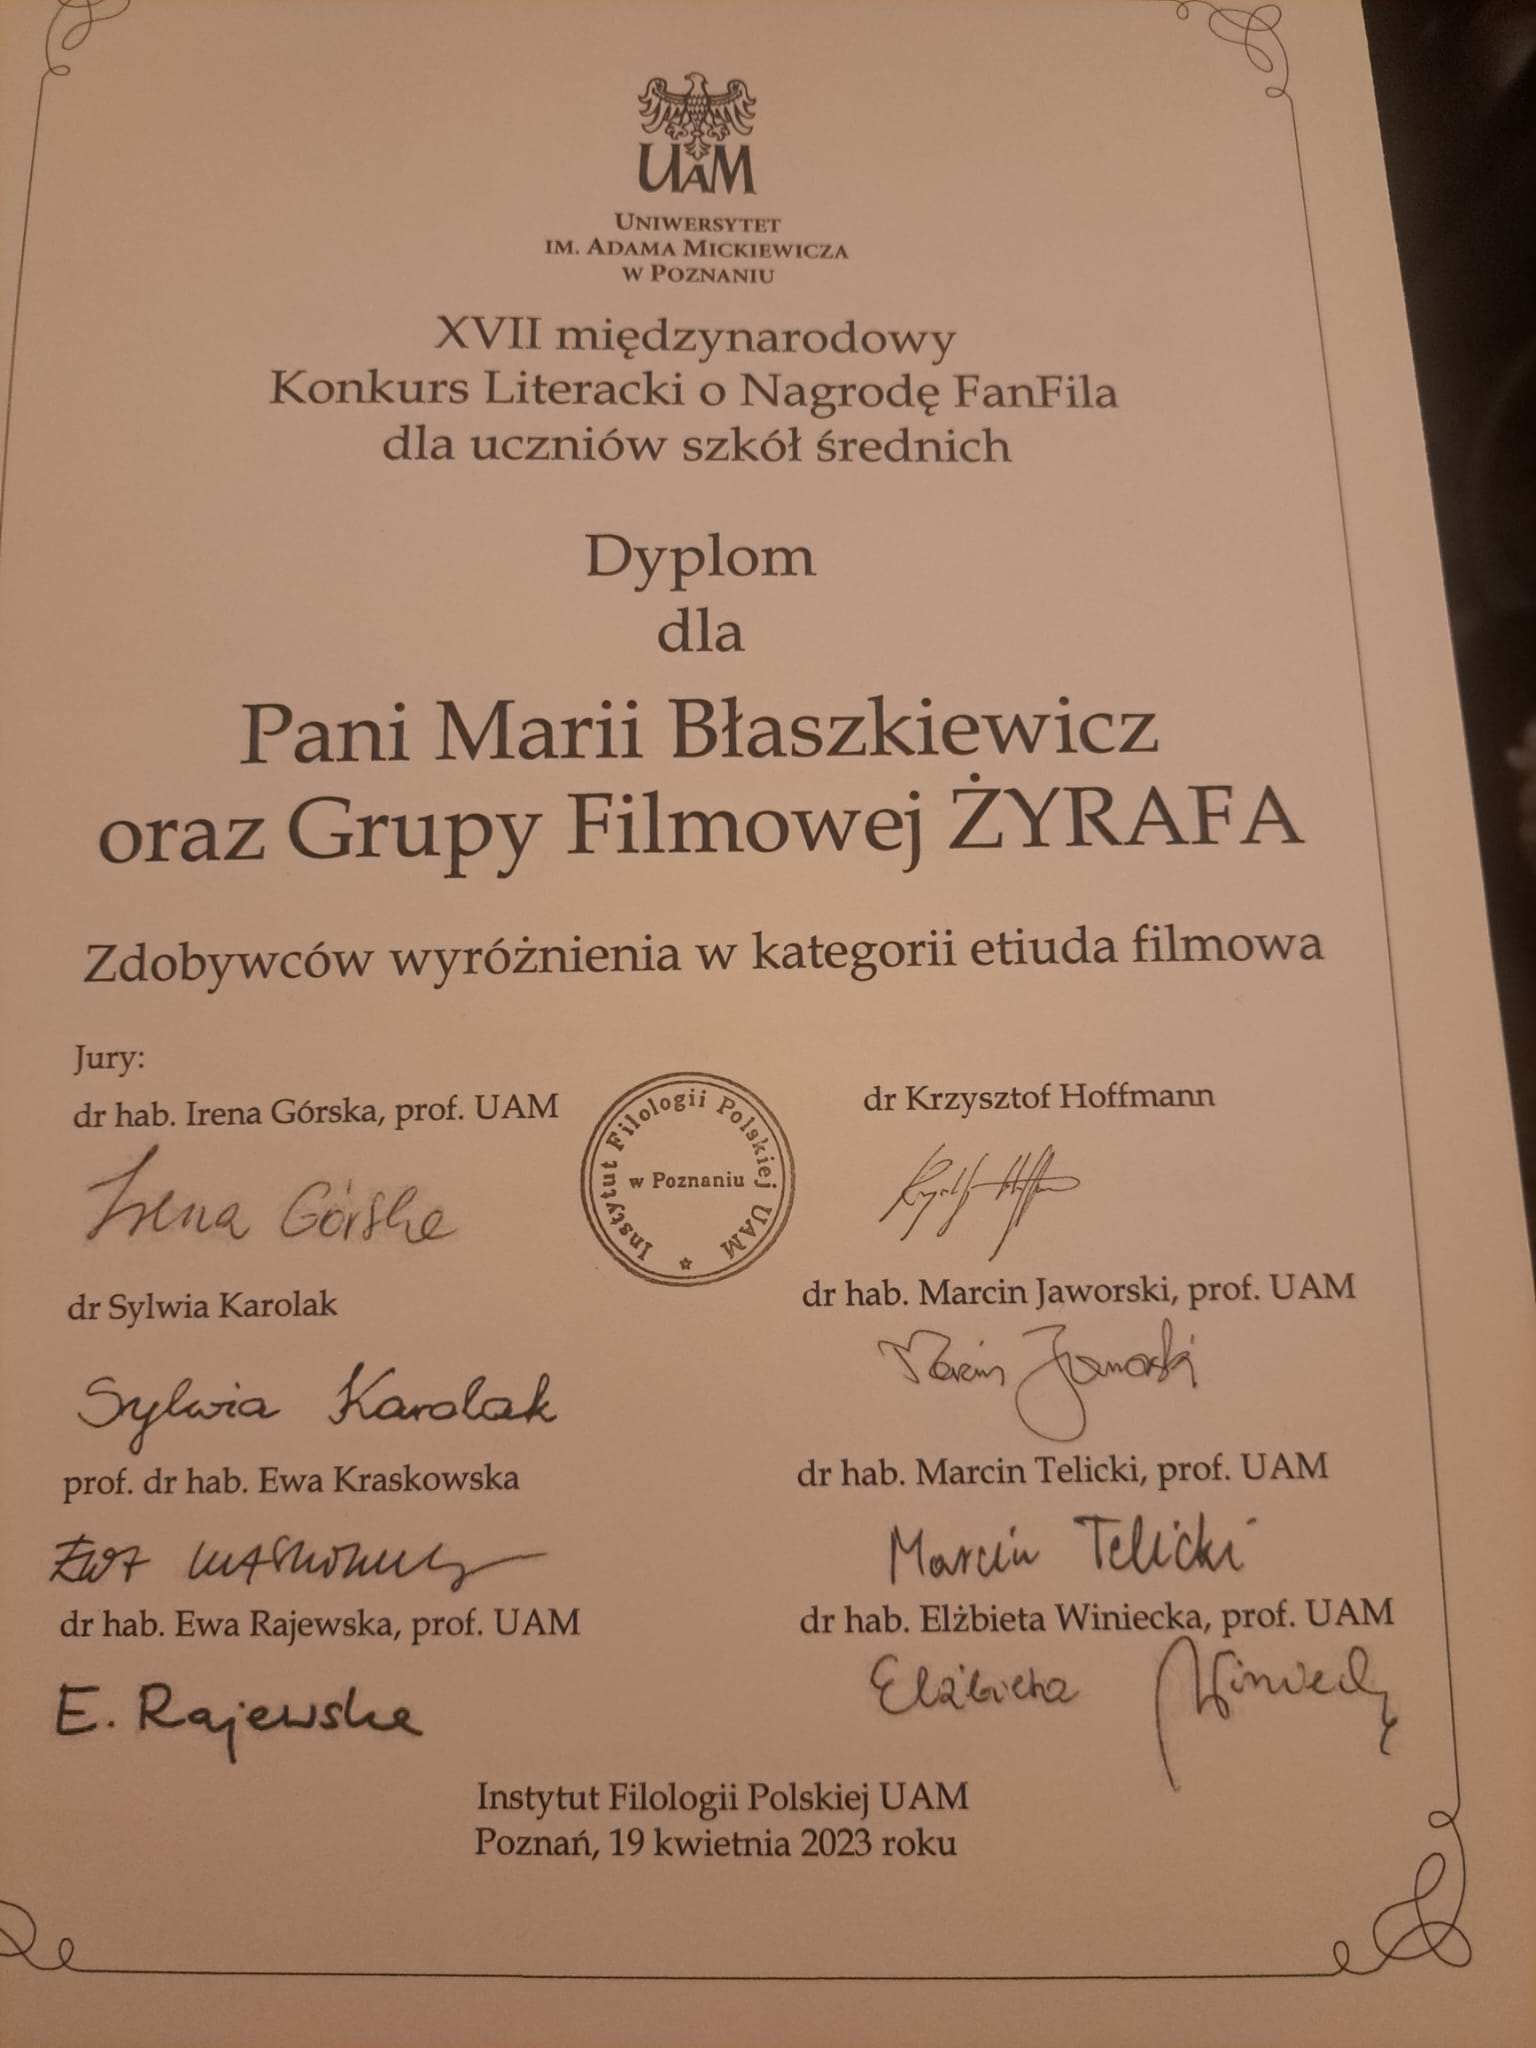 UAM
UNIWERSYTET
IM. ADAMA MICKIEWICZA
W POZNANIU
XVII międzynarodowy
Konkurs Literacki o Nagrodę FanFila
dla uczniów szkół średnich
Dyplom
dla
Pani Marii Błaszkiewicz
oraz Grupy Filmowej ŻYRAFA
Zdobywców wyróżnienia w kategorii etiuda filmowa
Jury:
dr hab. Irena Górska, prof. UAM
Irena Górska
dr Sylwia Karolak
Sylwia Karolak
prof. dr hab. Ewa Kraskowska
Ewa Kraskowska
dr hab. Ewa Rajewska, prof. UAM
E. Rajewska
Instytut Filologii Polskiej UAM
w Poznaniu
dr Krzysztof Hoffmann
dr hab. Marcin Jaworski, prof. UAM
Marcin Jaworski
dr hab. Marcin Telicki, prof. UAM
Marcin Telicki
dr hab. Elżbieta Winiecka, prof. UAM
Elżbieta Winiecka
Instytut Filologii Polskiej UAM
Poznań, 19 kwietnia 2023 roku